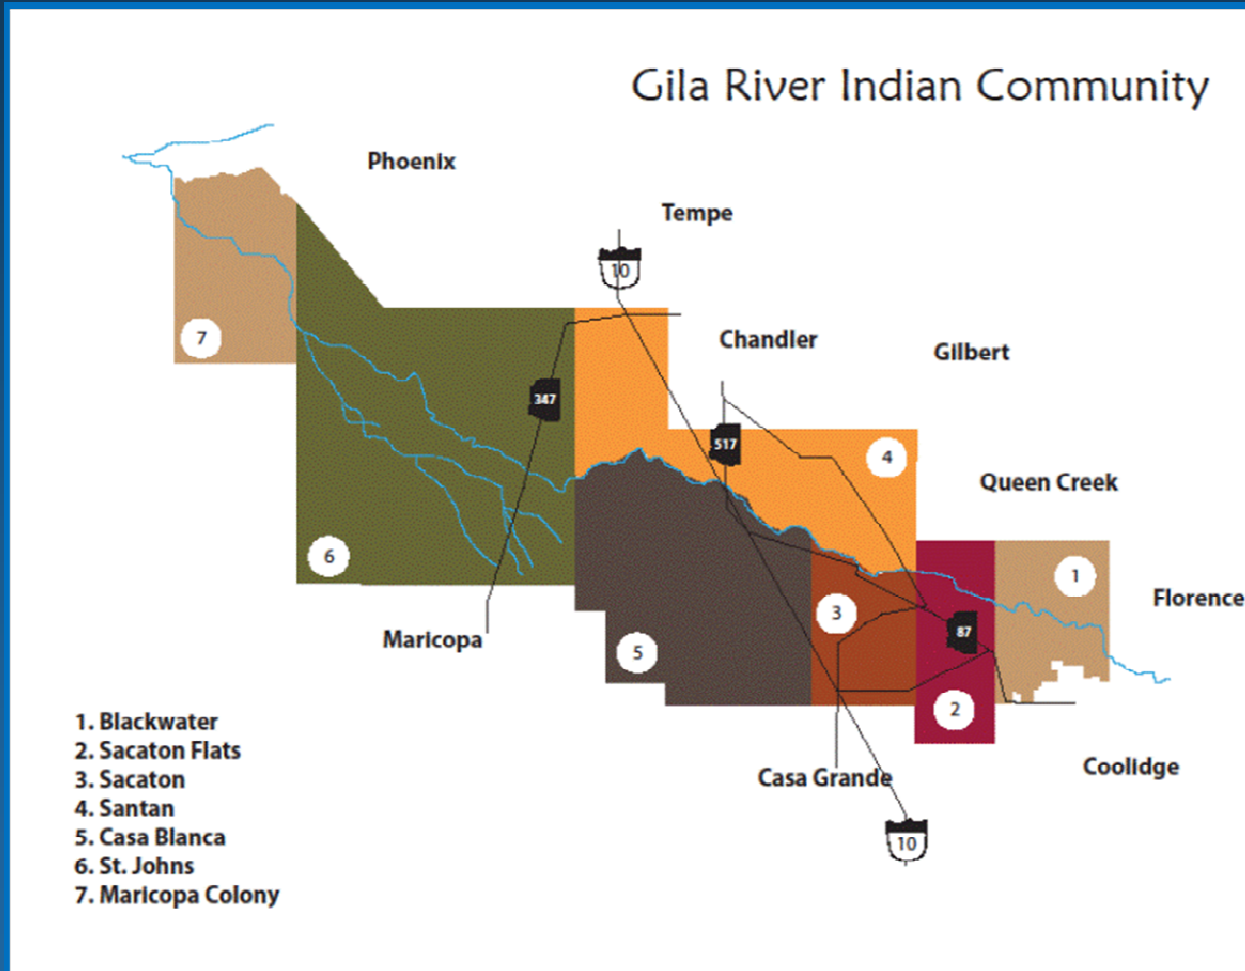 Gila River Indian Community
Phoenix
Tempe
10
Chandler
Gilbert
7
347
517
4
Queen Creek
6
1
Florence
3
87
Maricopa
5
2
1. Blackwater
2. Sacaton Flats
3. Sacaton
4. Santan
5. Casa Blanca
6. St. Johns
7. Maricopa Colony
Casa Grande
Coolidge
10